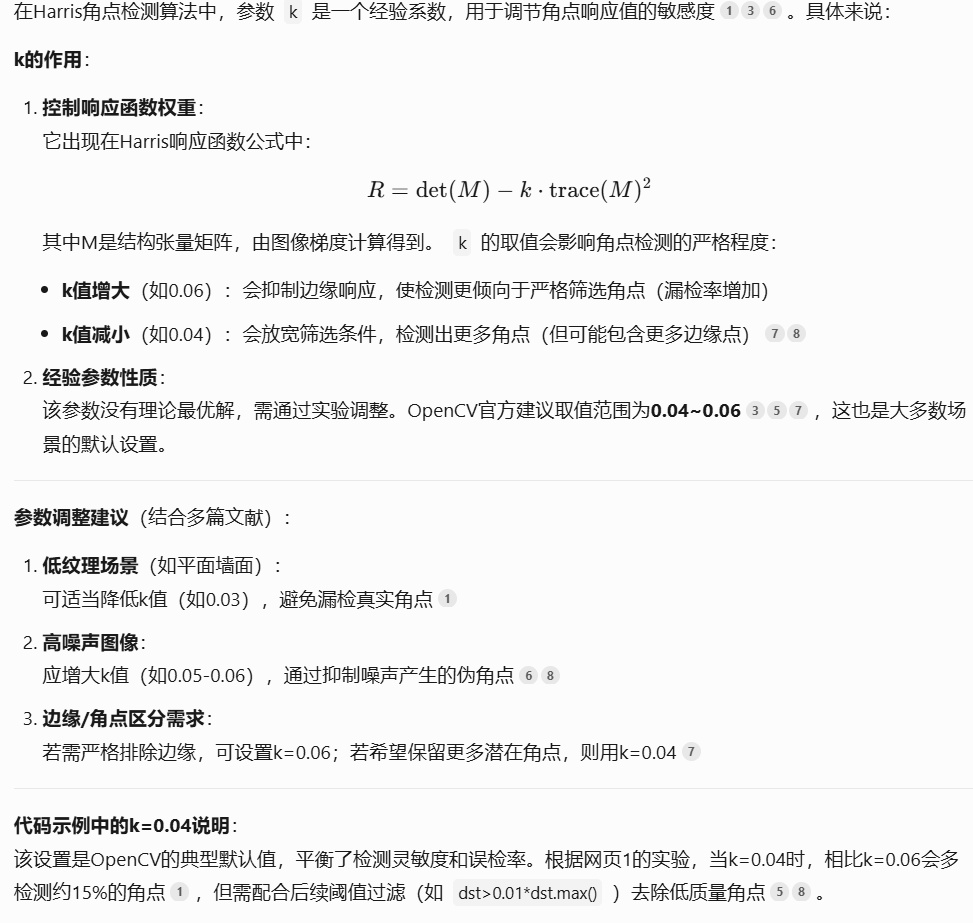 在Harris角点检测算法中，参数 k 是一个经验系数，用于调节角点响应值的敏感度 1 3 6 。具体来说：
k的作用：
1. 控制响应函数权重：
它出现在Harris响应函数公式中：
R = det(M) − k · trace(M)²
其中M是结构张量矩阵，由图像梯度计算得到。 k 的取值会影响角点检测的严格程度：
• k值增大（如0.06）：会抑制边缘响应，使检测更倾向于严格筛选角点（漏检率增加）
• k值减小（如0.04）：会放宽筛选条件，检测出更多角点（但可能包含更多边缘点） 7 8
2. 经验参数性质：
该参数没有理论最优解，需通过实验调整。OpenCV官方建议取值范围为0.04~0.06 3 5 7 ，这也是大多数场
景的默认设置。
参数调整建议（结合多篇文献）：
1. 低纹理场景（如平面墙面）：
可适当降低k值（如0.03），避免漏检真实角点 1
2. 高噪声图像：
应增大k值（如0.05-0.06），通过抑制噪声产生的伪角点 6 8
3. 边缘/角点区分需求：
若需严格排除边缘，可设置k=0.06；若希望保留更多潜在角点，则用k=0.04 7
代码示例中的k=0.04说明：
该设置是OpenCV的典型默认值，平衡了检测灵敏度和误检率。根据网页1的实验，当k=0.04时，相比k=0.06会多
检测约15%的角点 1 ，但需配合后续阈值过滤（如 dst>0.01*dst.max() ）去除低质量角点 5 8 。